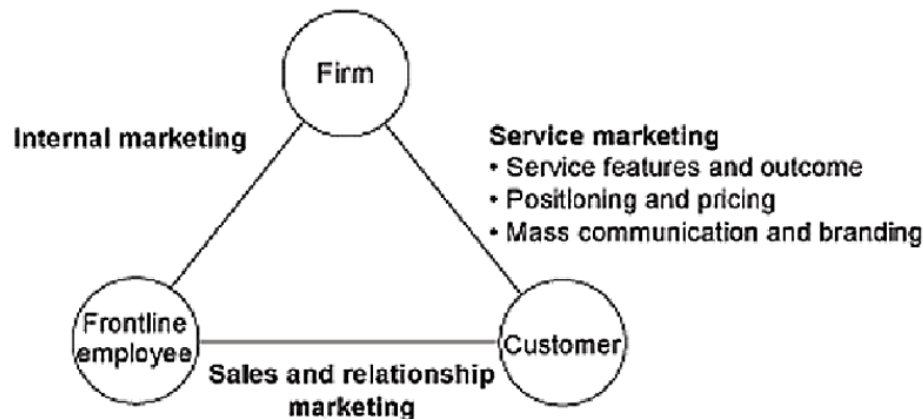 Firm
Internal marketing
Service marketing
• Service features and outcome
• Positioning and pricing
• Mass communication and branding
Frontline
employee
Customer
Sales and relationship
marketing